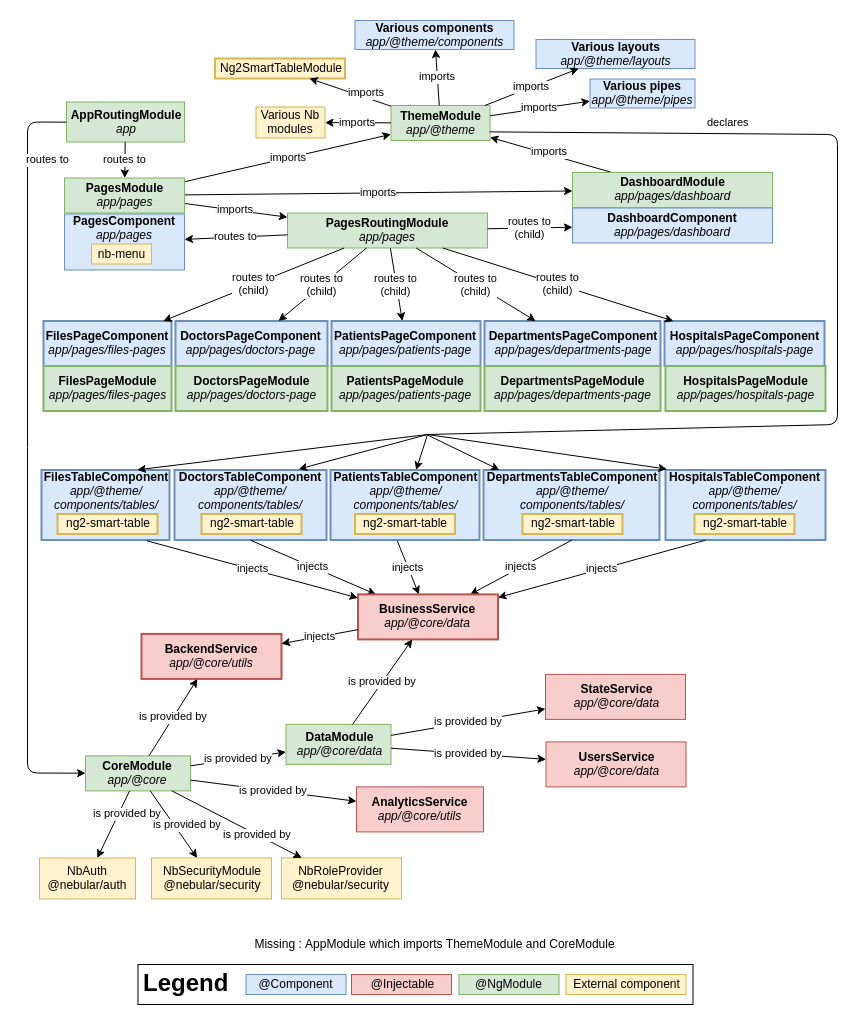 Various components
app/@theme/components
Various layouts
app/@theme/layouts
Ng2SmartTableModule
imports
imports
imports
Various pipes
app/@theme/pipes
AppRoutingModule
app
Various Nb
modules
imports
ThemeModule
app/@theme
imports
declares
routes to
routes to
imports
imports
PagesModule
app/pages
imports
DashboardModule
app/pages/dashboard
PagesComponent
app/pages
nb-menu
imports
routes to
PagesRoutingModule
app/pages
routes to
(child)
DashboardComponent
app/pages/dashboard
routes to
(child)
routes to
(child)
routes to
(child)
routes to
(child)
routes to
(child)
FilesPageComponent
app/pages/files-pages
DoctorsPageComponent
app/pages/doctors-page
PatientsPageComponent
app/pages/patients-page
DepartmentsPageComponent
app/pages/departments-page
HospitalsPageComponent
app/pages/hospitals-page
FilesPageModule
app/pages/files-pages
DoctorsPageModule
app/pages/doctors-page
PatientsPageModule
app/pages/patients-page
DepartmentsPageModule
app/pages/departments-page
HospitalsPageModule
app/pages/hospitals-page
FilesTableComponent
app/@theme/
components/tables/
ng2-smart-table
DoctorsTableComponent
app/@theme/
components/tables/
ng2-smart-table
PatientsTableComponent
app/@theme/
components/tables/
ng2-smart-table
DepartmentsTableComponent
app/@theme/
components/tables/
ng2-smart-table
HospitalsTableComponent
app/@theme/
components/tables/
ng2-smart-table
injects
injects
injects
injects
injects
BusinessService
app/@core/data
injects
BackendService
app/@core/utils
is provided by
StateService
app/@core/data
is provided by
is provided by
DataModule
app/@core/data
is provided by
is provided by
UsersService
app/@core/data
CoreModule
app/@core
is provided by
AnalyticsService
app/@core/utils
is provided by
is provided by
is provided by
NbAuth
@nebular/auth
NbSecurityModule
@nebular/security
NbRoleProvider
@nebular/security
Missing : AppModule which imports ThemeModule and CoreModule
Legend
@Component
@Injectable
@NgModule
External component